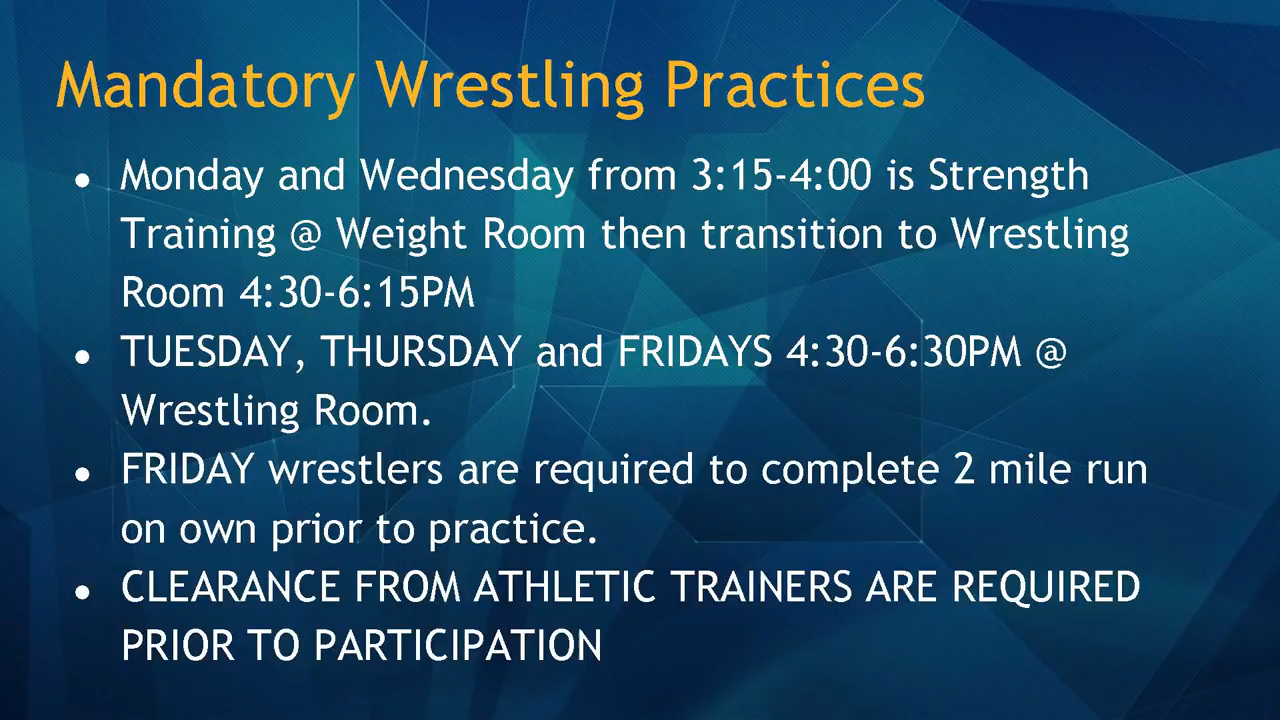 Mandatory Wrestling Practices
● Monday and Wednesday from 3:15-4:00 is Strength
Training @ Weight Room then transition to Wrestling
Room 4:30-6:15PM
● TUESDAY, THURSDAY and FRIDAYS 4:30-6:30PM @
Wrestling Room.
● FRIDAY wrestlers are required to complete 2 mile run
on own prior to practice.
● CLEARANCE FROM ATHLETIC TRAINERS ARE REQUIRED
PRIOR TO PARTICIPATION